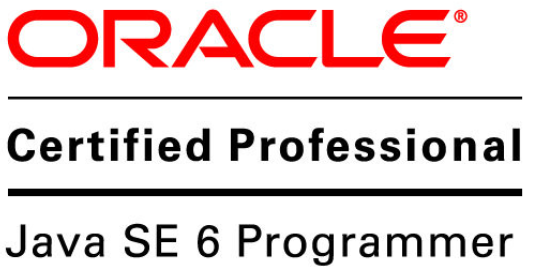 ORACLE®
Certified Professional
Java SE 6 Programmer